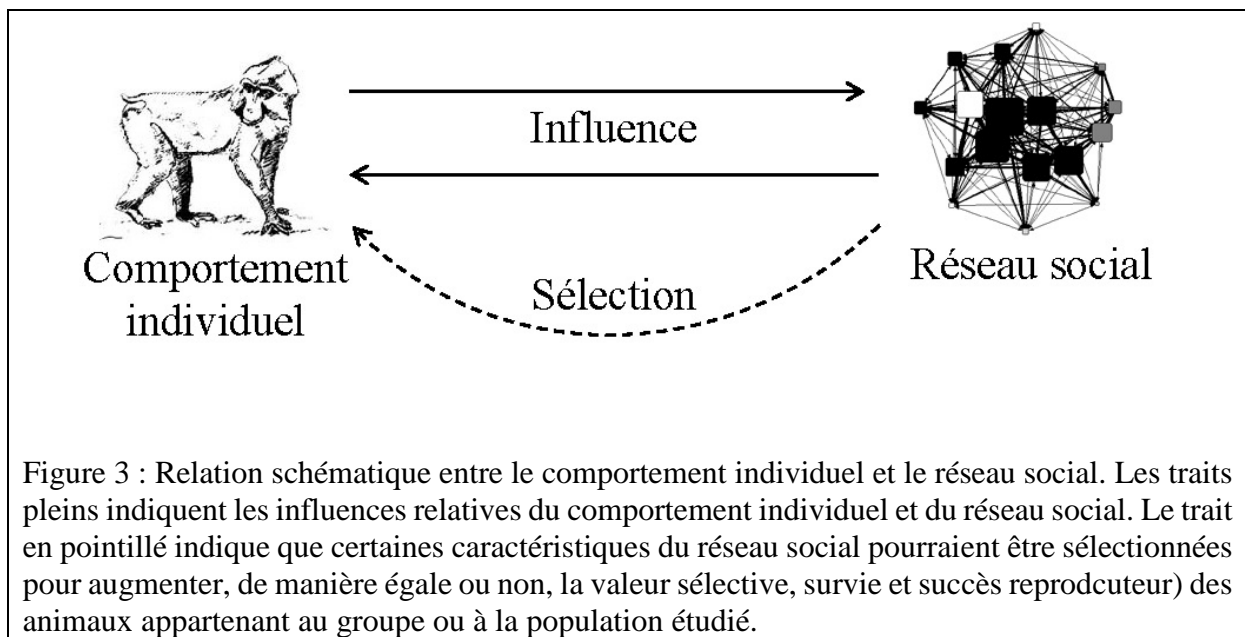 Influence
Comportement
individuel
Sélection
Réseau social
Figure 3 : Relation schématique entre le comportement individuel et le réseau social. Les traits
pleins indiquent les influences relatives du comportement individuel et du réseau social. Le trait
en pointillé indique que certaines caractéristiques du réseau social pourraient être sélectionnées
pour augmenter, de manière égale ou non, la valeur sélective, survie et succès reprodcuteur) des
animaux appartenant au groupe ou à la population étudié.